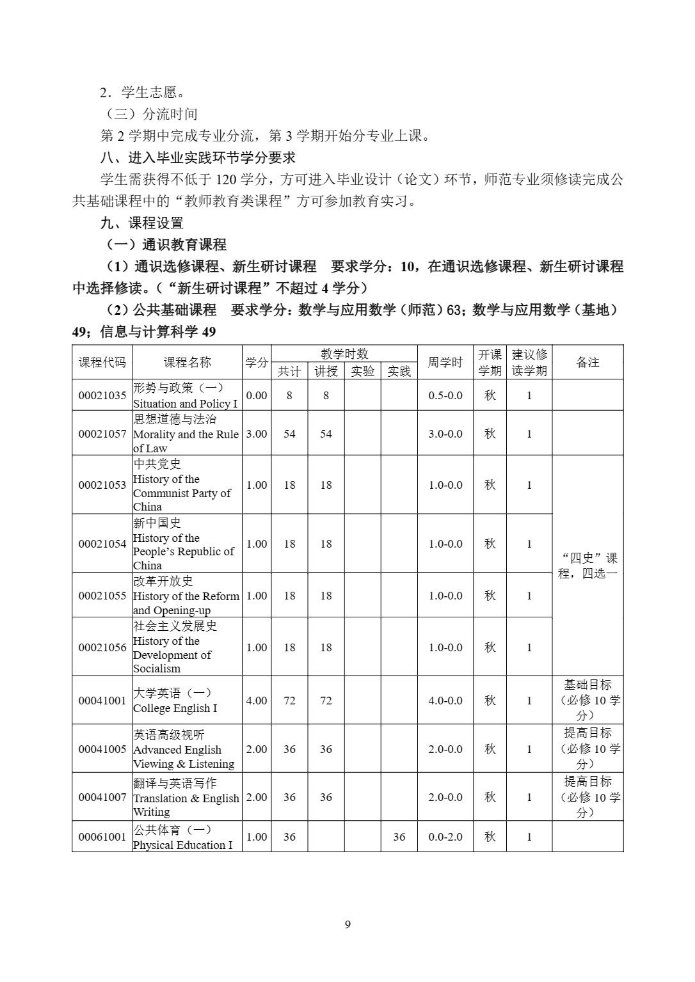 2．学生志愿。
（三）分流时间
第 2 学期中完成专业分流，第 3 学期开始分专业上课。
八、进入毕业实践环节学分要求
学生需获得不低于 120 学分，方可进入毕业设计（论文）环节，师范专业须修读完成公
共基础课程中的“教师教育类课程”方可参加教育实习。
九、课程设置
（一）通识教育课程
（1）通识选修课程、新生研讨课程　要求学分：10，在通识选修课程、新生研讨课程
中选择修读。（“新生研讨课程”不超过 4 学分）
（2）公共基础课程　要求学分：数学与应用数学（师范）63；数学与应用数学（基地）
49；信息与计算科学 49
课程代码 课程名称 学分 教学时数 周学时 开课学期 建议修读学期 备注
共计 讲授 实验 实践
00021035 形势与政策（一） Situation and Policy I 0.00 8 8 0.5-0.0 秋 1
00021057 思想道德与法治 Morality and the Rule of Law 3.00 54 54 3.0-0.0 秋 1
00021053 中共党史 History of the Communist Party of China 1.00 18 18 1.0-0.0 秋 1 “四史”课程，四选一
00021054 新中国史 History of the People’s Republic of China 1.00 18 18 1.0-0.0 秋 1
00021055 改革开放史 History of the Reform and Opening-up 1.00 18 18 1.0-0.0 秋 1
00021056 社会主义发展史 History of the Development of Socialism 1.00 18 18 1.0-0.0 秋 1
00041001 大学英语（一） College English I 4.00 72 72 4.0-0.0 秋 1 基础目标（必修 10 学分）
00041005 英语高级视听 Advanced English Viewing & Listening 2.00 36 36 2.0-0.0 秋 1 提高目标（必修 10 学分）
00041007 翻译与英语写作 Translation & English Writing 2.00 36 36 2.0-0.0 秋 1 提高目标（必修 10 学分）
00061001 公共体育（一） Physical Education I 1.00 36 36 0.0-2.0 秋 1
9